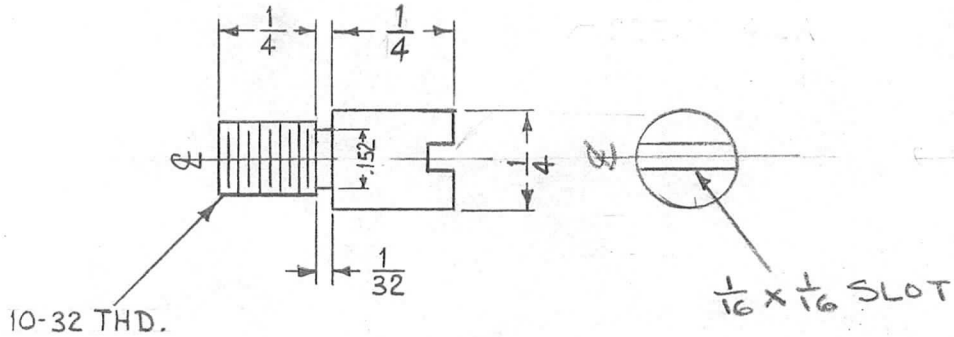 1/4
1/4
℄ .152 1/4 ℄
1/32
1/16 X 1/16 SLOT
10-32 THD.